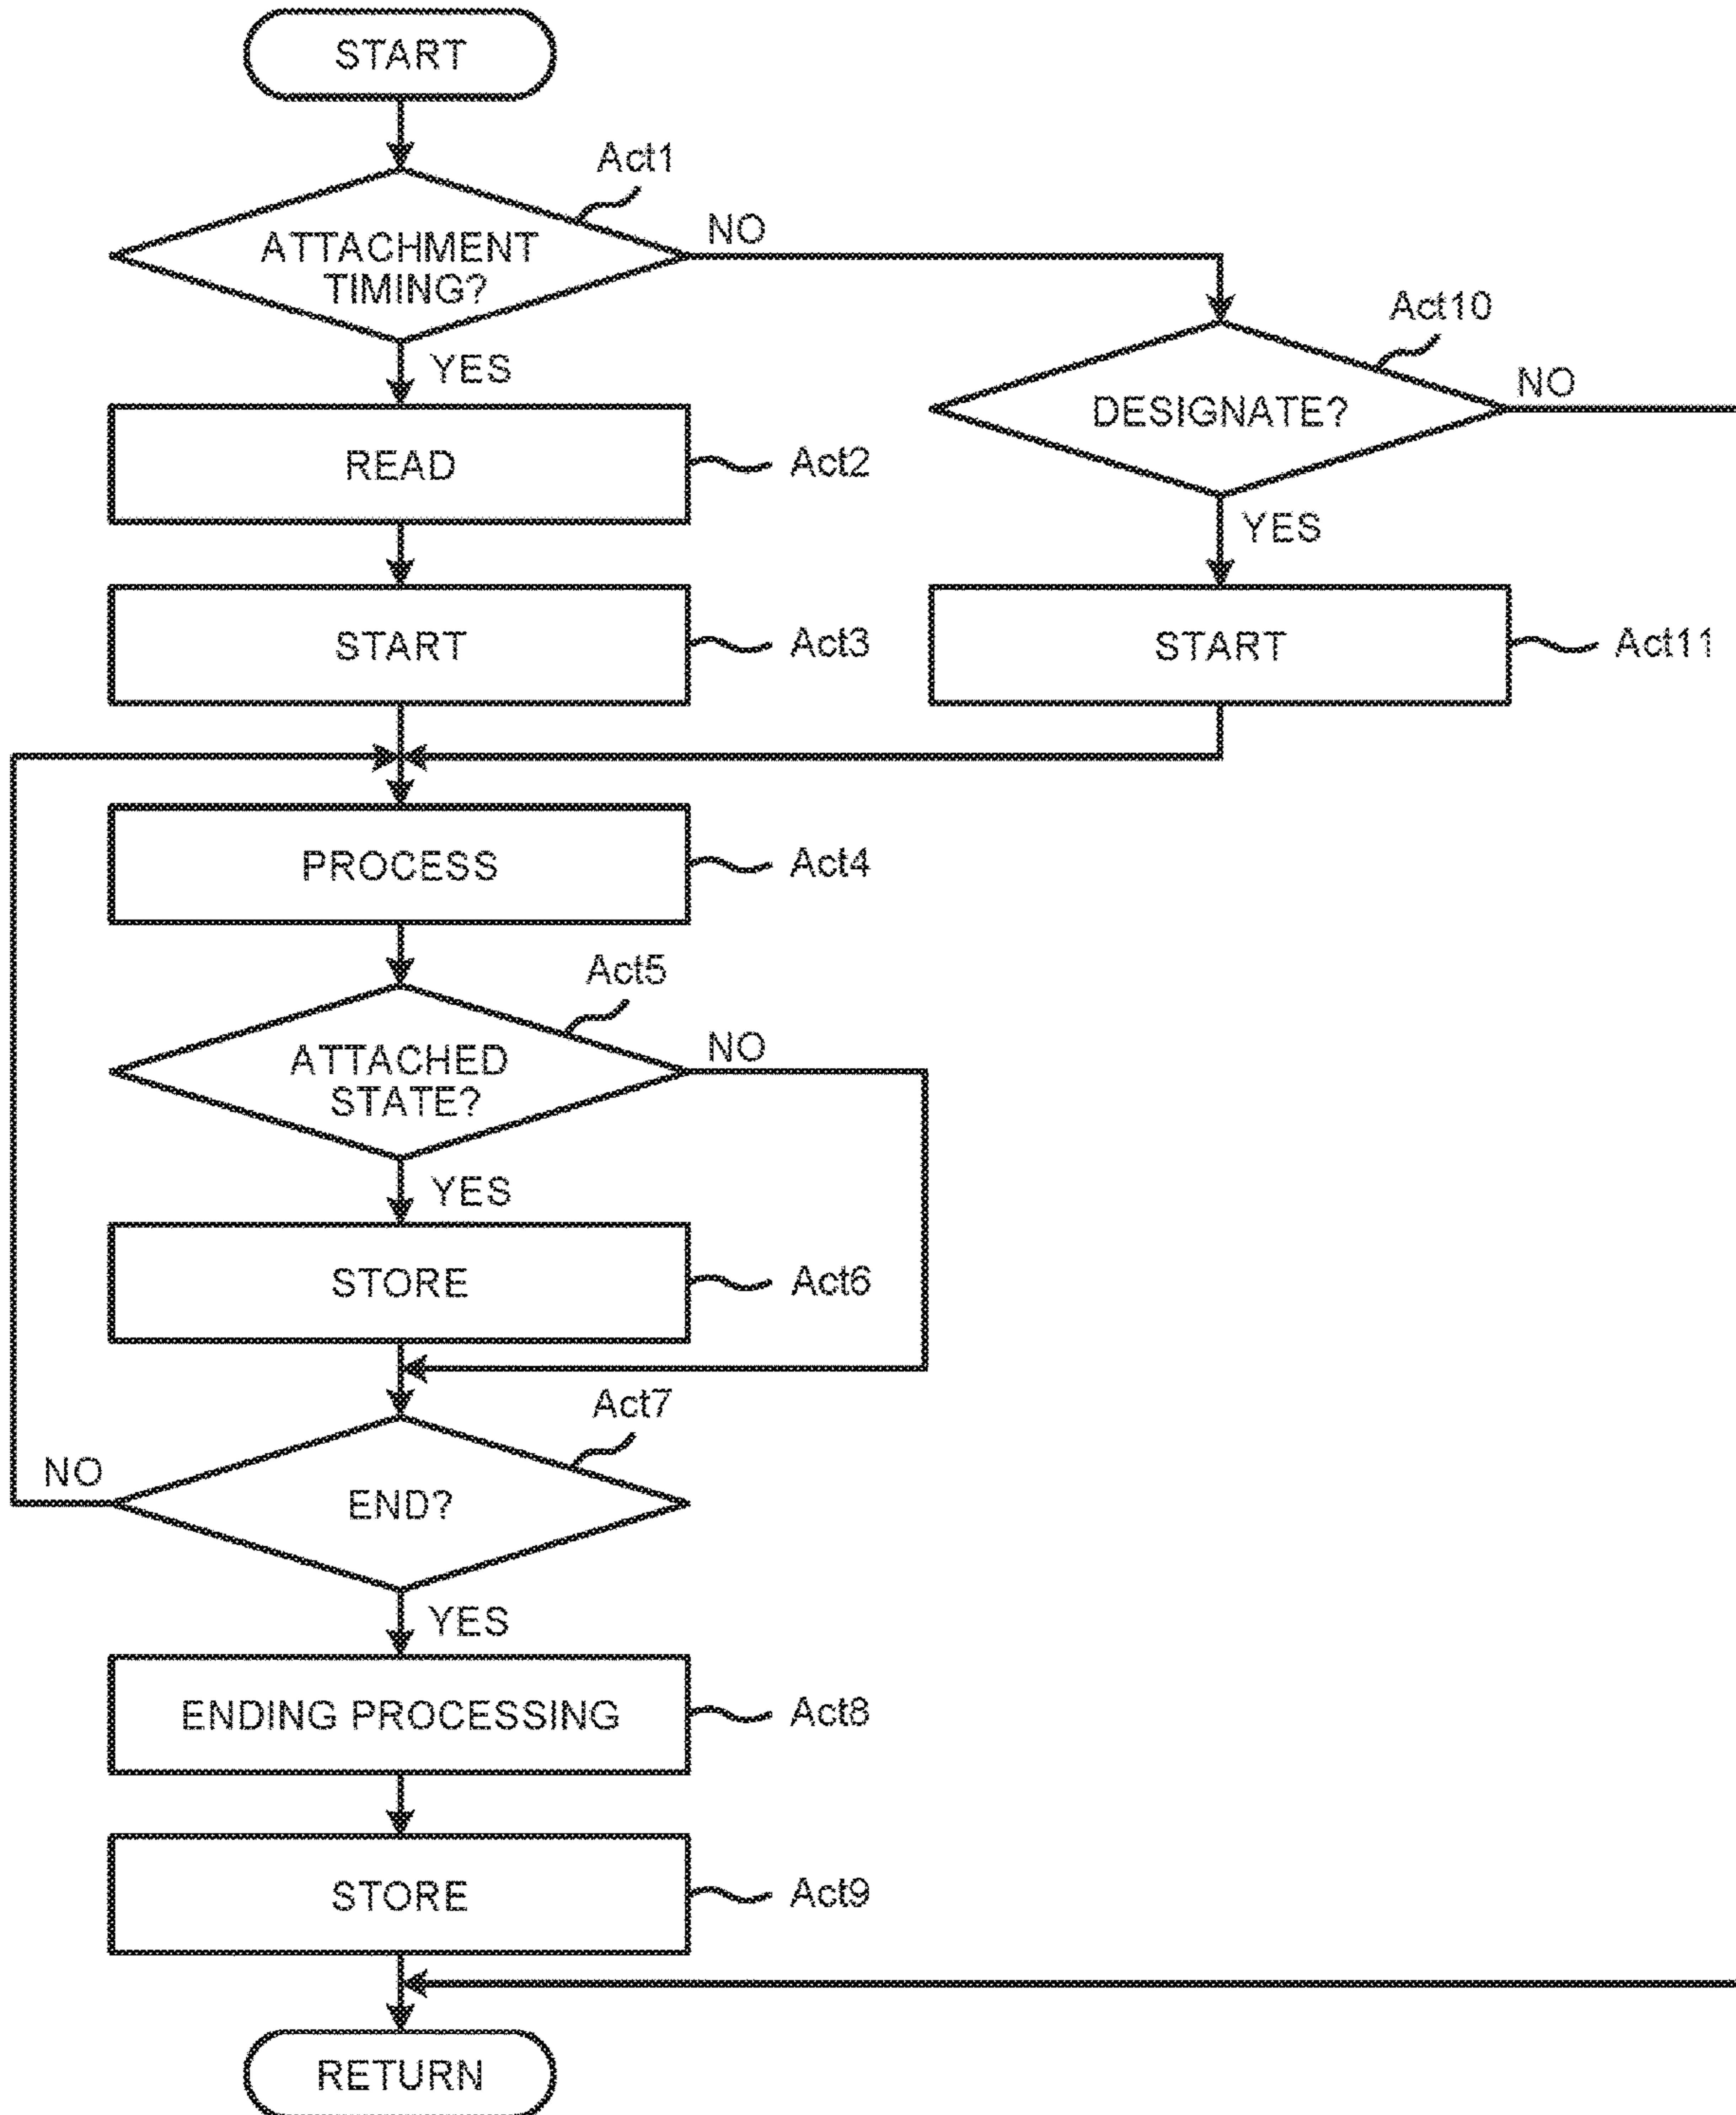 START
Act1
ATTACHMENT
TIMING?
NO
YES
Act10
DESIGNATE?
NO
YES
READ
Act2
START
Act3
START
Act11
PROCESS
Act4
Act5
ATTACHED
STATE?
NO
YES
STORE
Act6
Act7
END?
NO
YES
ENDING PROCESSING
Act8
STORE
Act9
RETURN